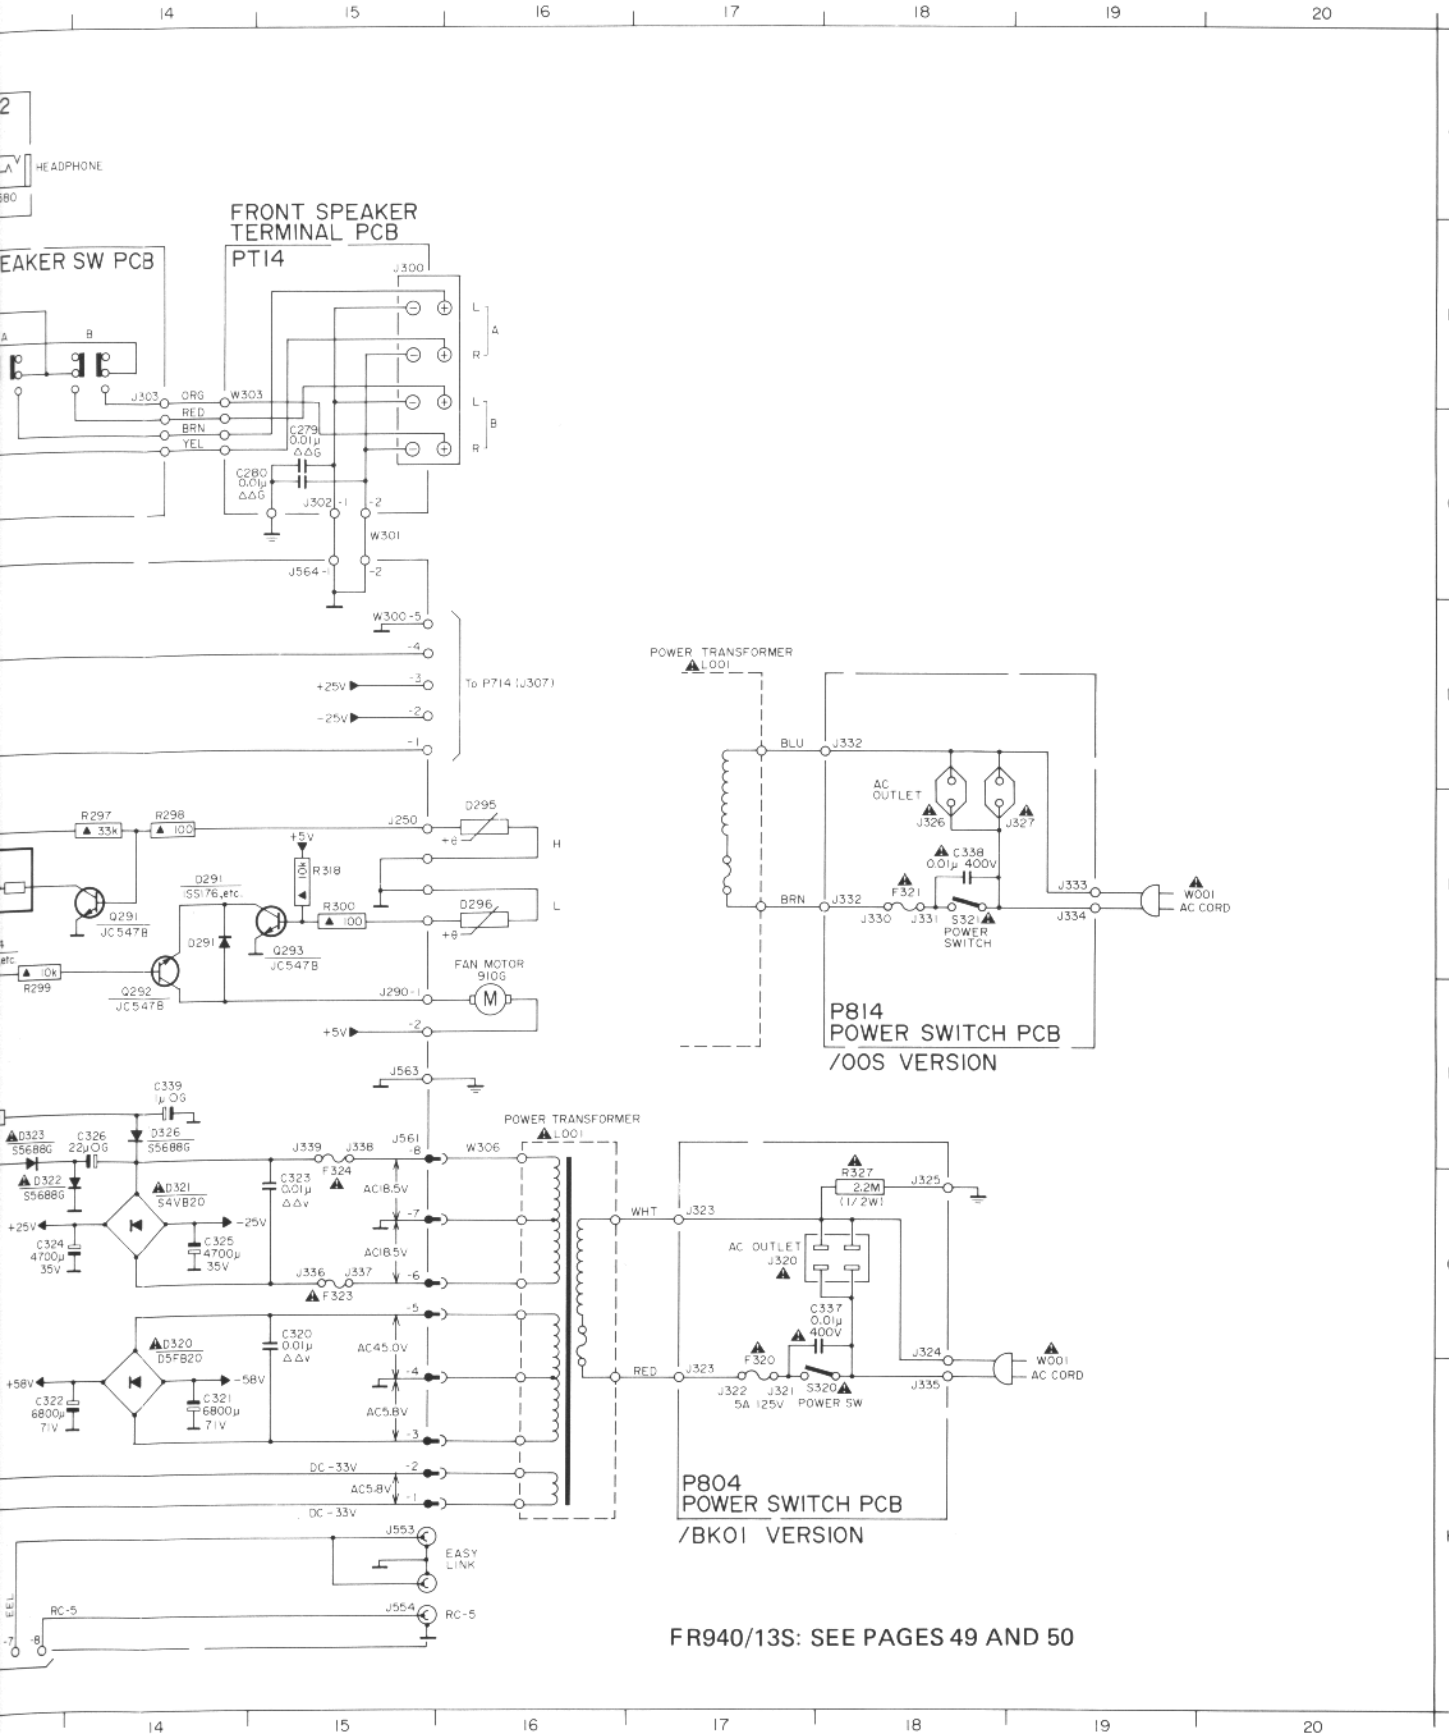 14 15 16 17 18 19 20
2
HEADPHONE
FRONT SPEAKER
TERMINAL PCB
EAKER SW PCB
PT14
J300
L
A
R
A
B
L
B
R
J303 ORG W303
RED
BRN
YEL
C279
0.01µ
△△G
C280
0.01µ
△△G
J302 -1 -2
W301
J564-1 -2
W300-5
-4
+25V -3 To P714 (J307)
-25V -2
-1
POWER TRANSFORMER
L001
BLU J332
AC
OUTLET
J326 J327
C338
0.01µ 400V
F321
BRN J332
J330 J331 S321
POWER
SWITCH
J333
J334
W001
AC CORD
P814
POWER SWITCH PCB
/00S VERSION
R297 R298
33k 100
J250 D295
+θ
H
+5V
10k R318
D291
ISS176,etc.
R300
100
D296
+θ
L
Q291
JC547B
D291
Q293
JC547B
etc.
10k
R299
Q292
JC547B
FAN MOTOR
910G
J290-1 M
+5V -2
J563
C339
1µ OG
D323
S5688G
C326
22µOG
D326
S5688G
D322
S5688G
D321
S4VB20
+25V -25V
C324
4700µ
35V
C325
4700µ
35V
J339 J338
F324
J561
-8
W306
C323
0.01µ
△△v
AC18.5V
-7
AC18.5V
J336 J337
F323
-6
-5
D320
D5FB20
C320
0.01µ
△△v
AC45.0V
-4
+58V -58V
C322
6800µ
71V
C321
6800µ
71V
AC5.8V
-3
DC-33V -2
AC5.8V
-1
DC-33V
POWER TRANSFORMER
L001
WHT J323
R327
2.2M
(1/2W)
J325
AC OUTLET
J320
C337
0.01µ
400V
F320
RED J323
J322 J321 S320
5A 125V POWER SW
J324
J335
W001
AC CORD
P804
POWER SWITCH PCB
/BK01 VERSION
J553
EASY
LINK
EEL
RC-5
J554 RC-5
-7 -8
FR940/13S: SEE PAGES 49 AND 50
14 15 16 17 18 19 20